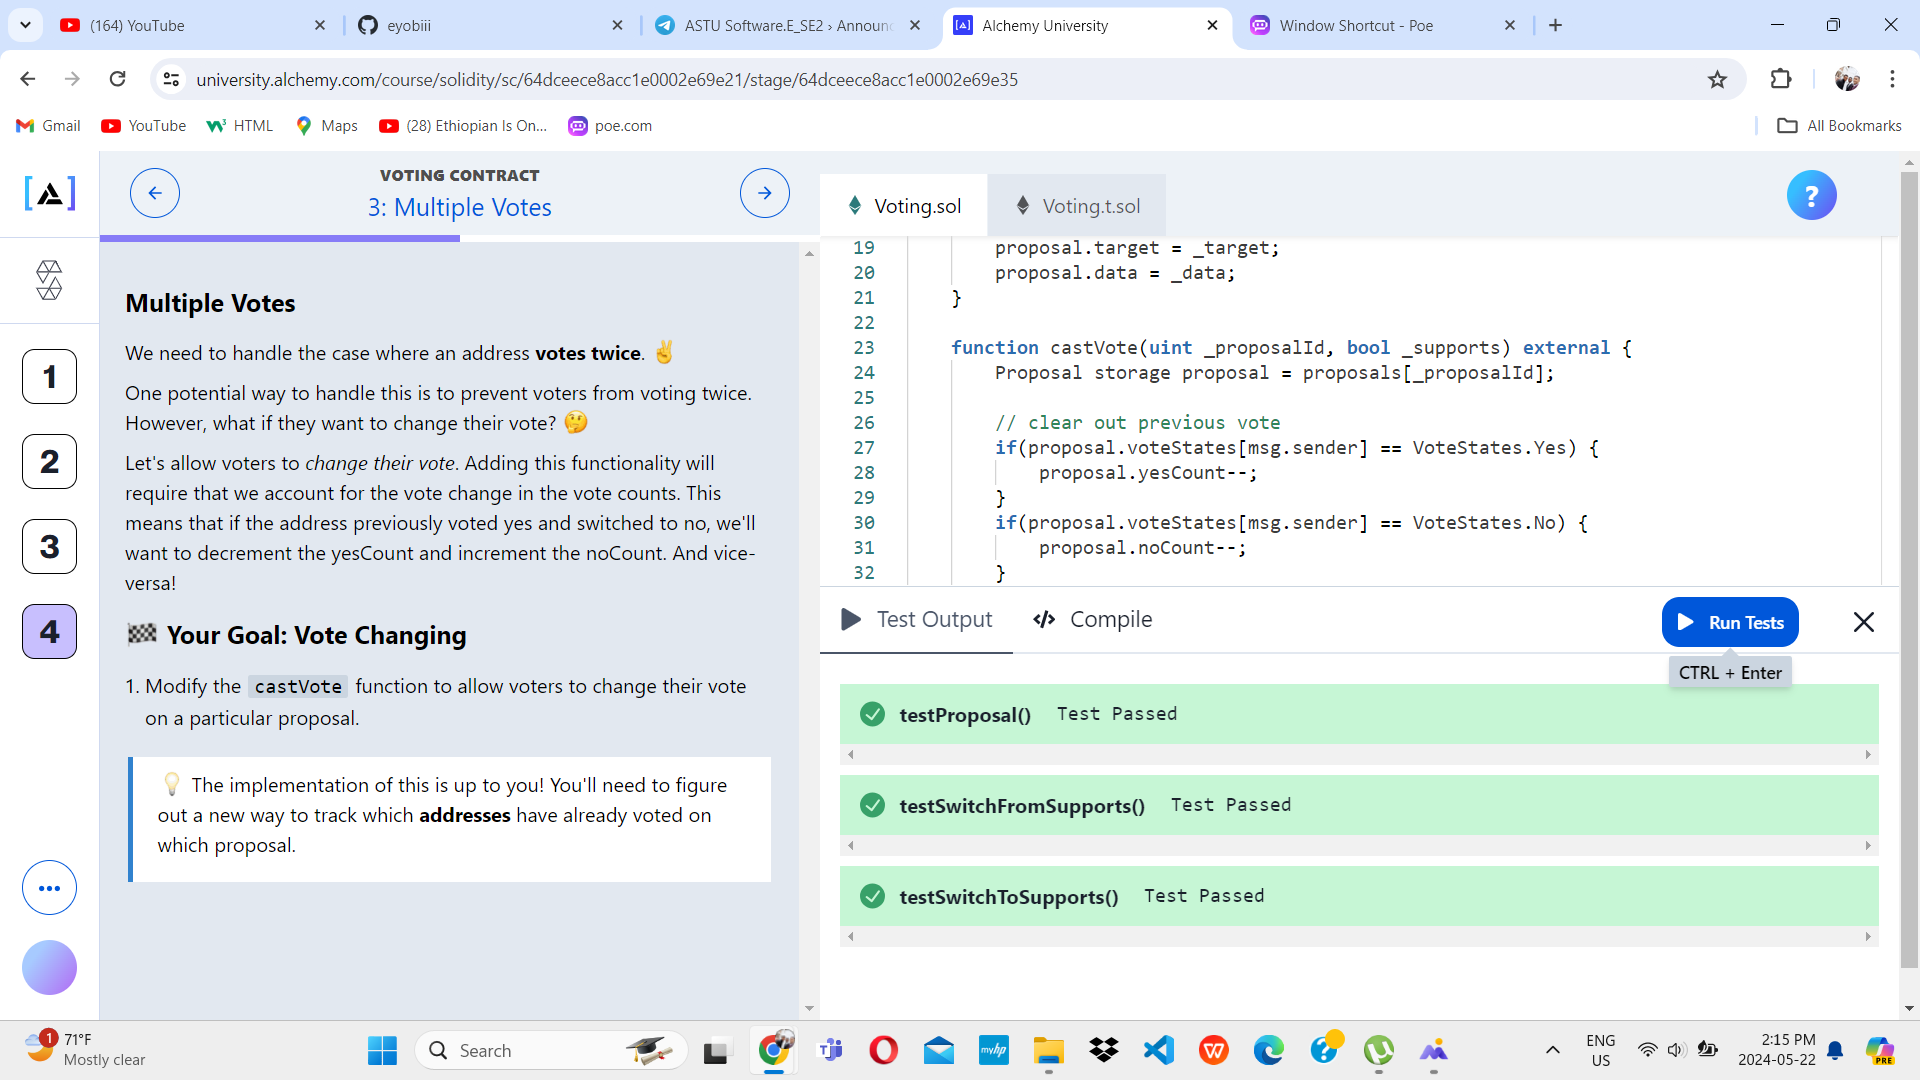 (164) YouTube
eyobiii
ASTU Software.E_SE2 › Announc
Alchemy University
Window Shortcut - Poe
university.alchemy.com/course/solidity/sc/64dceece8acc1e0002e69e21/stage/64dceece8acc1e0002e69e35
Gmail
YouTube
HTML
Maps
(28) Ethiopian Is On...
poe.com
All Bookmarks
VOTING CONTRACT
3: Multiple Votes
1
2
3
4
Multiple Votes
We need to handle the case where an address votes twice. ✌️
One potential way to handle this is to prevent voters from voting twice.
However, what if they want to change their vote? 🤔
Let's allow voters to change their vote. Adding this functionality will
require that we account for the vote change in the vote counts. This
means that if the address previously voted yes and switched to no, we'll
want to decrement the yesCount and increment the noCount. And vice-
versa!
🏁 Your Goal: Vote Changing
1. Modify the castVote function to allow voters to change their vote
on a particular proposal.
💡 The implementation of this is up to you! You'll need to figure
out a new way to track which addresses have already voted on
which proposal.
Voting.sol
Voting.t.sol
?
19 proposal.target = _target;
20 proposal.data = _data;
21 }
22
23 function castVote(uint _proposalId, bool _supports) external {
24 Proposal storage proposal = proposals[_proposalId];
25
26 // clear out previous vote
27 if(proposal.voteStates[msg.sender] == VoteStates.Yes) {
28 proposal.yesCount--;
29 }
30 if(proposal.voteStates[msg.sender] == VoteStates.No) {
31 proposal.noCount--;
32 }
Test Output
Compile
Run Tests
CTRL + Enter
testProposal() Test Passed
testSwitchFromSupports() Test Passed
testSwitchToSupports() Test Passed
1
71°F
Mostly clear
Search
myhp
ENG
US
2:15 PM
2024-05-22
PRE